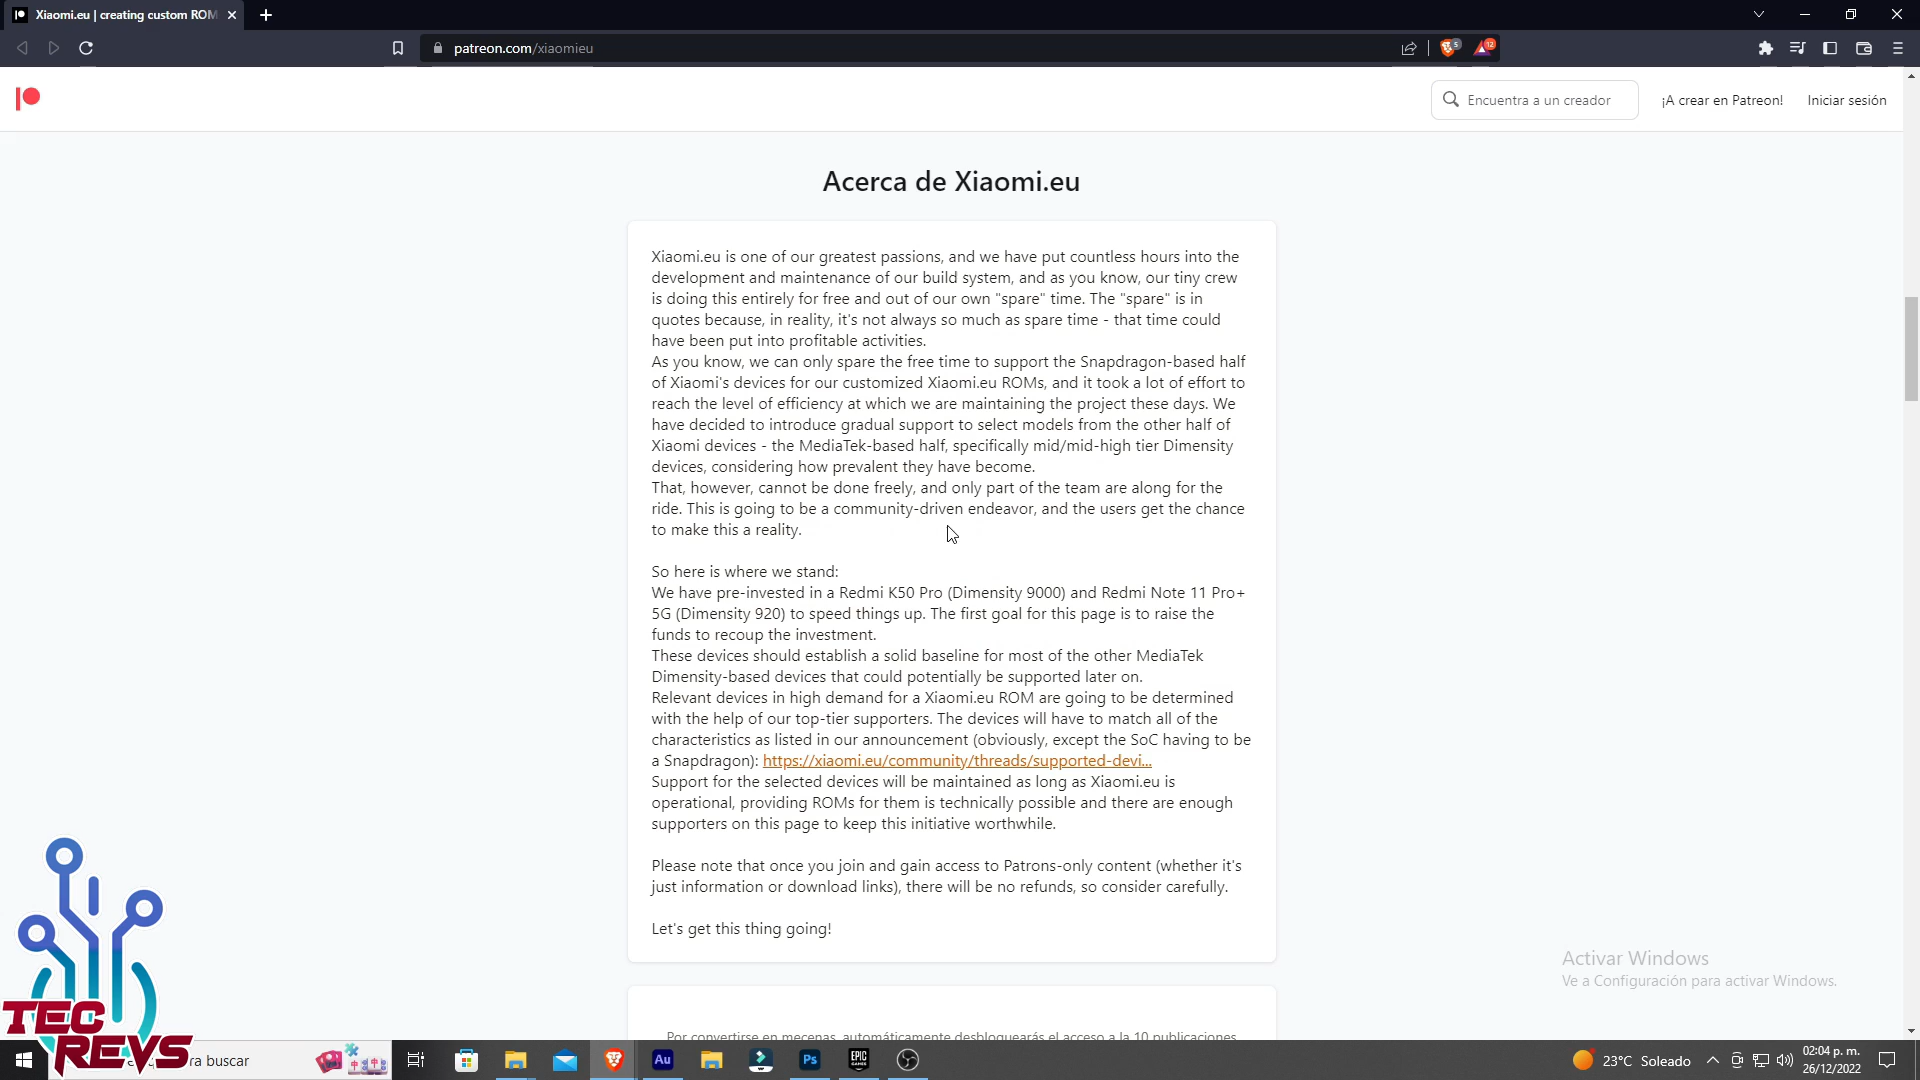 Xiaomi.eu | creating custom ROM
patreon.com/xiaomieu
5
12
Encuentra a un creador
¡A crear en Patreon!
Iniciar sesión
Acerca de Xiaomi.eu
Xiaomi.eu is one of our greatest passions, and we have put countless hours into the
development and maintenance of our build system, and as you know, our tiny crew
is doing this entirely for free and out of our own "spare" time. The "spare" is in
quotes because, in reality, it's not always so much as spare time - that time could
have been put into profitable activities.
As you know, we can only spare the free time to support the Snapdragon-based half
of Xiaomi's devices for our customized Xiaomi.eu ROMs, and it took a lot of effort to
reach the level of efficiency at which we are maintaining the project these days. We
have decided to introduce gradual support to select models from the other half of
Xiaomi devices - the MediaTek-based half, specifically mid/mid-high tier Dimensity
devices, considering how prevalent they have become.
That, however, cannot be done freely, and only part of the team are along for the
ride. This is going to be a community-driven endeavor, and the users get the chance
to make this a reality.
So here is where we stand:
We have pre-invested in a Redmi K50 Pro (Dimensity 9000) and Redmi Note 11 Pro+
5G (Dimensity 920) to speed things up. The first goal for this page is to raise the
funds to recoup the investment.
These devices should establish a solid baseline for most of the other MediaTek
Dimensity-based devices that could potentially be supported later on.
Relevant devices in high demand for a Xiaomi.eu ROM are going to be determined
with the help of our top-tier supporters. The devices will have to match all of the
characteristics as listed in our announcement (obviously, except the SoC having to be
a Snapdragon): https://xiaomi.eu/community/threads/supported-devi...
Support for the selected devices will be maintained as long as Xiaomi.eu is
operational, providing ROMs for them is technically possible and there are enough
supporters on this page to keep this initiative worthwhile.
Please note that once you join and gain access to Patrons-only content (whether it's
just information or download links), there will be no refunds, so consider carefully.
Let's get this thing going!
Por convertirse en mecenas, automáticamente desbloquearás el acceso a la 10 publicaciones
Activar Windows
Ve a Configuración para activar Windows.
TEC
REVS
ra buscar
Au
Ps
EPIC
GAMES
23°C Soleado
02:04 p. m.
26/12/2022